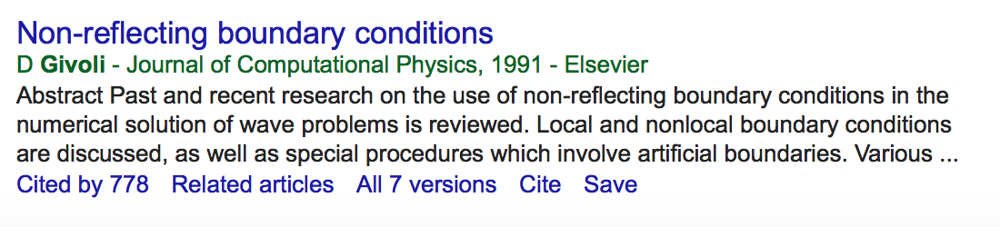 Non-reflecting boundary conditions
D Givoli - Journal of Computational Physics, 1991 - Elsevier
Abstract Past and recent research on the use of non-reflecting boundary conditions in the
numerical solution of wave problems is reviewed. Local and nonlocal boundary conditions
are discussed, as well as special procedures which involve artificial boundaries. Various ...
Cited by 778 Related articles All 7 versions Cite Save